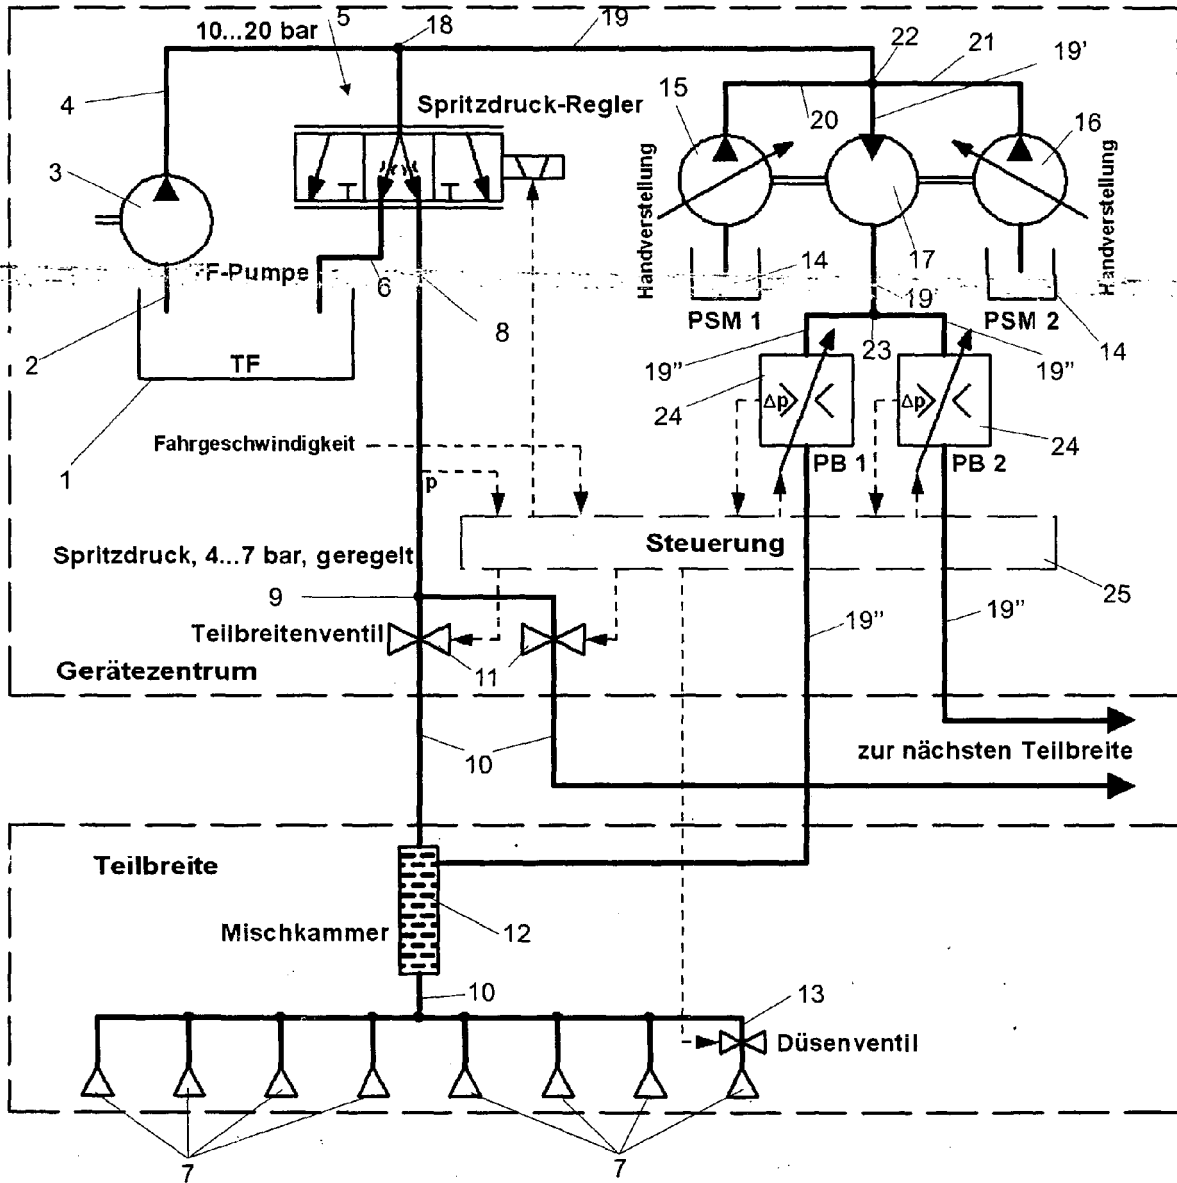 5
18
19
10...20 bar
22
21
19'
4
15
20
16
Spritzdruck-Regler
Handverstellung
Handverstellung
3
F-Pumpe
6
14
17
19'
2
8
PSM 1
PSM 2
23
14
TF
19"
19"
24
Δp
Δp
24
Fahrgeschwindigkeit
1
p
PB 1
PB 2
Steuerung
Spritzdruck, 4...7 bar, geregelt
25
9
19"
19"
Teilbreitenventil
11
Gerätezentrum
10
zur nächsten Teilbreite
Teilbreite
12
Mischkammer
10
13
Düsenventil
7
7